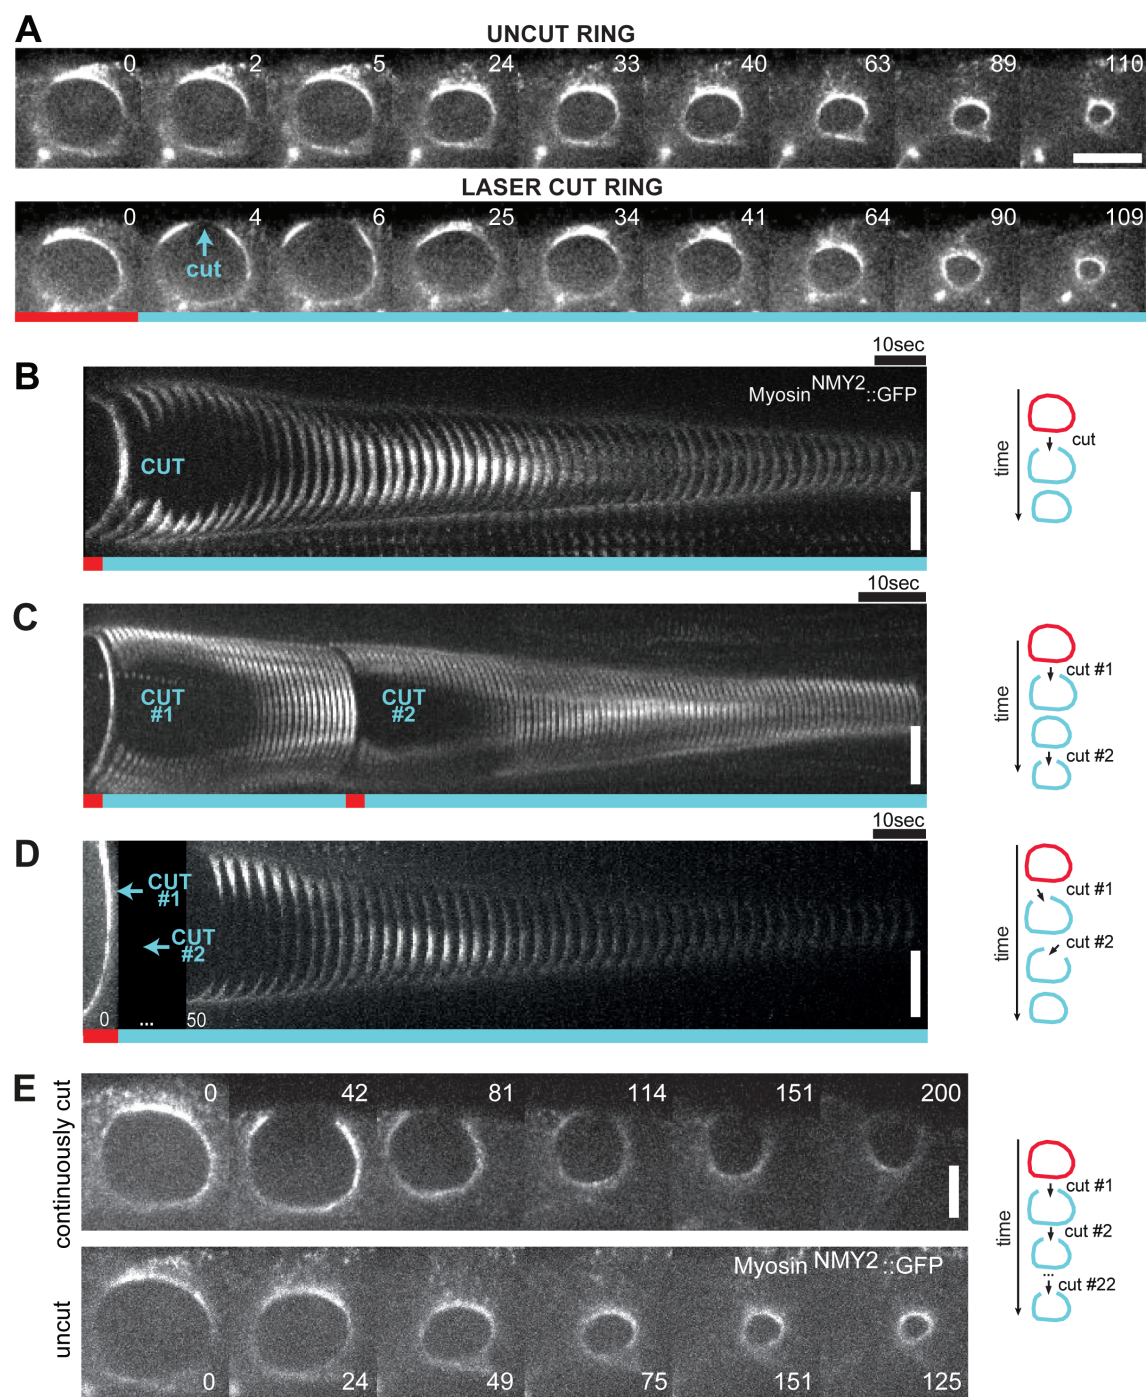 A
UNCUT RING
0 2 5 24 33 40 63 89 110
LASER CUT RING
0 4 6 25 34 41 64 90 109
cut
10sec
B
MyosinNMY2::GFP
CUT
time
cut
10sec
C
CUT
#1
CUT
#2
time
cut #1
cut #2
10sec
D
CUT
#1
CUT
#2
0 ... 50
time
cut #1
cut #2
E
continuously cut
0 42 81 114 151 200
uncut
Myosin NMY2::GFP
0 24 49 75 151 125
time
cut #1
cut #2
...
cut #22